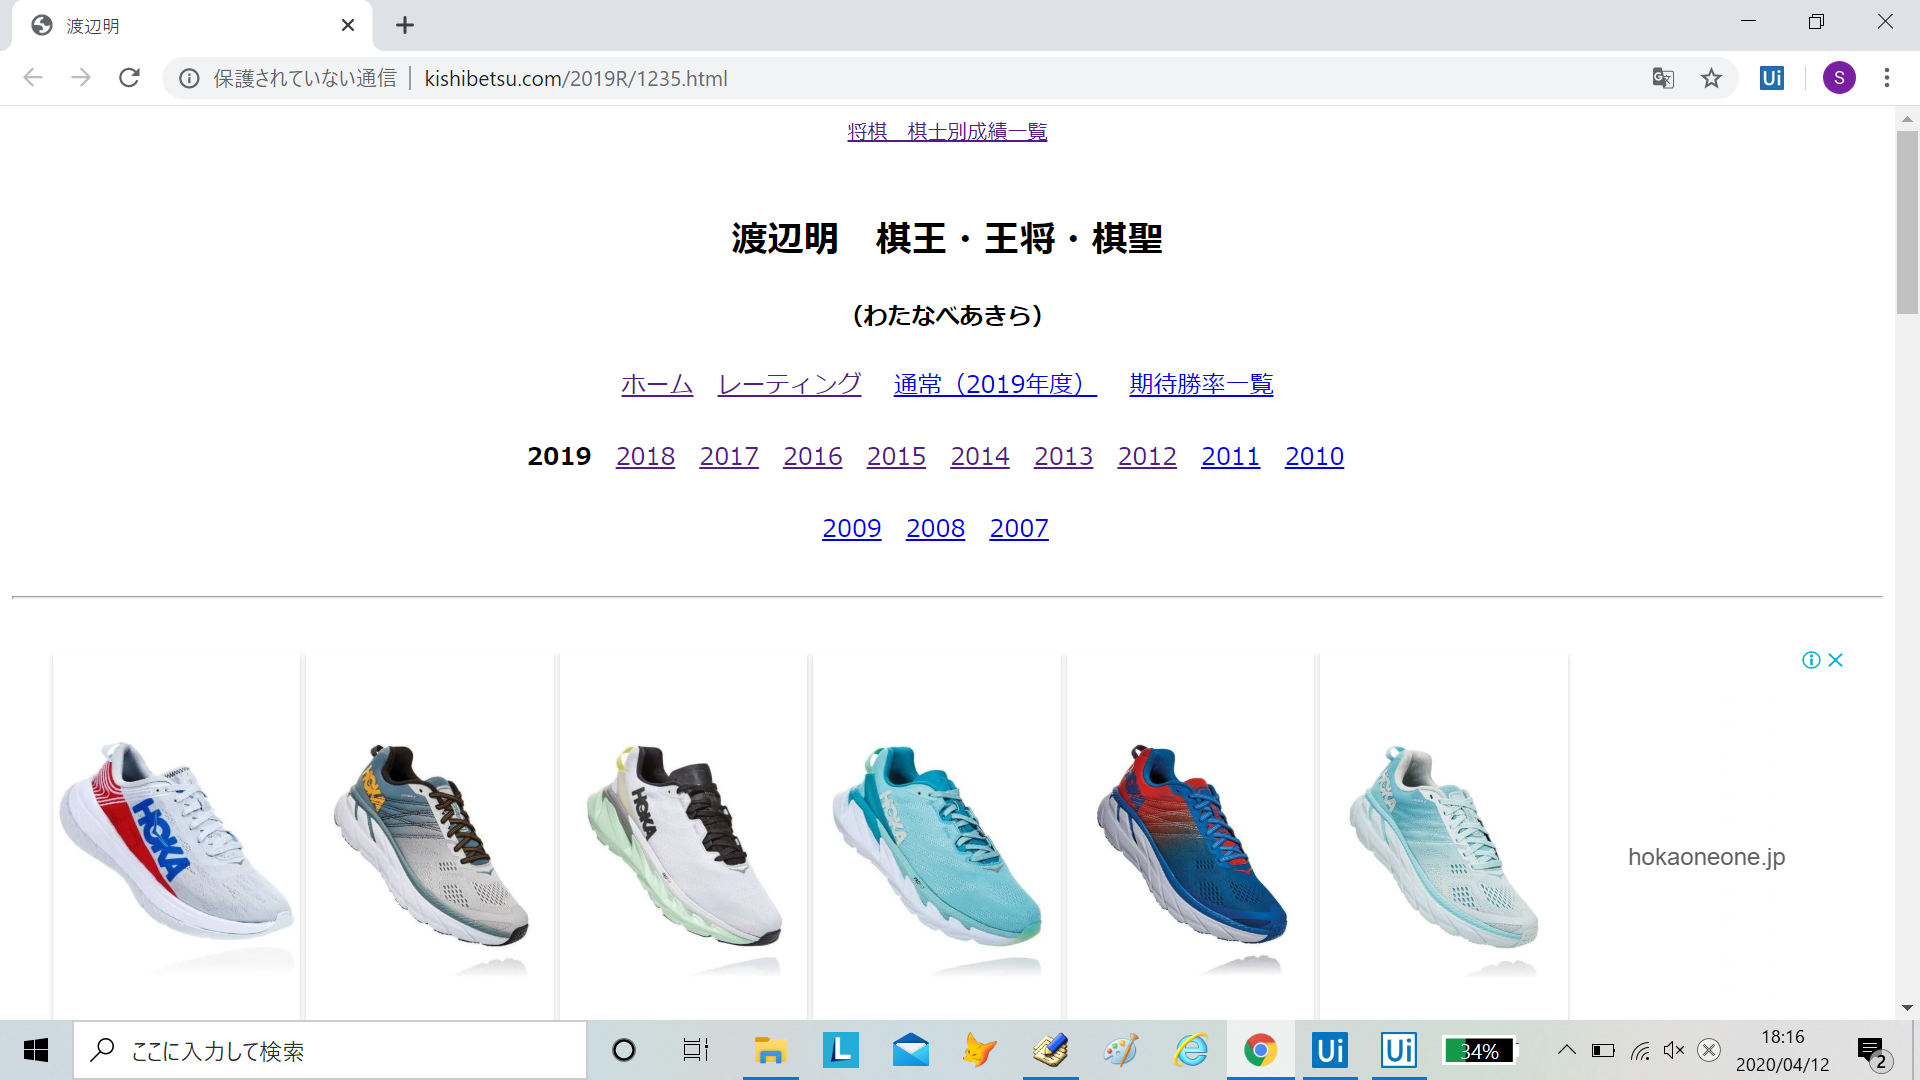 渡辺明
保護されていない通信 | kishibetsu.com/2019R/1235.html
Ui
S
将棋　棋士別成績一覧
渡辺明　棋王・王将・棋聖
（わたなべあきら）
ホーム　レーティング　通常（2019年度）　期待勝率一覧
2019 2018 2017 2016 2015 2014 2013 2012 2011 2010
2009 2008 2007
HOKA
HOKA
HOKA
HOKA
HOKA
hokaoneone.jp
ここに入力して検索
L
Ui
Ui
34%
18:16
2020/04/12
2